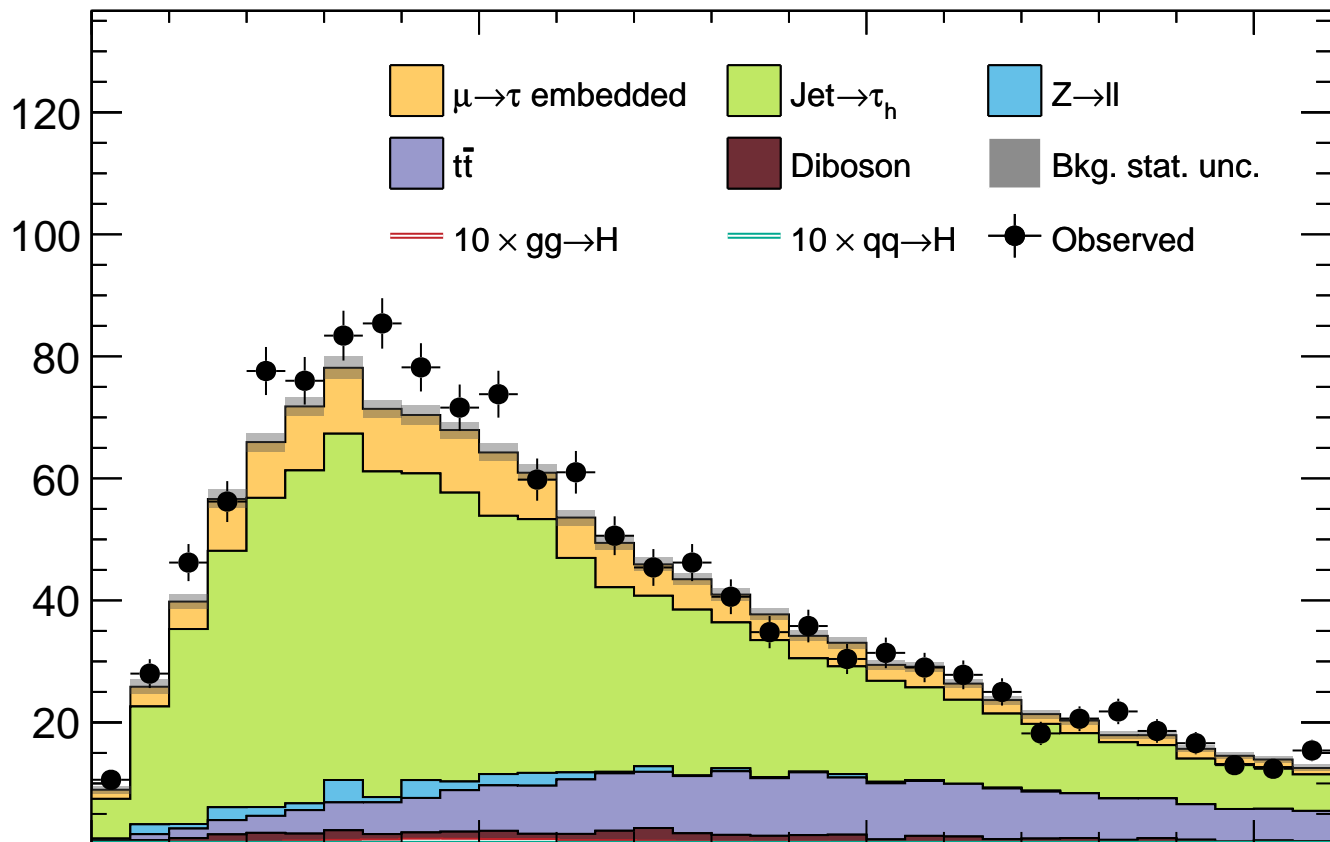 120
100
80
60
40
20
μ→τ embedded Jet→τₕ Z→ll
tt̄ Diboson Bkg. stat. unc.
10 × gg→H 10 × qq→H Observed